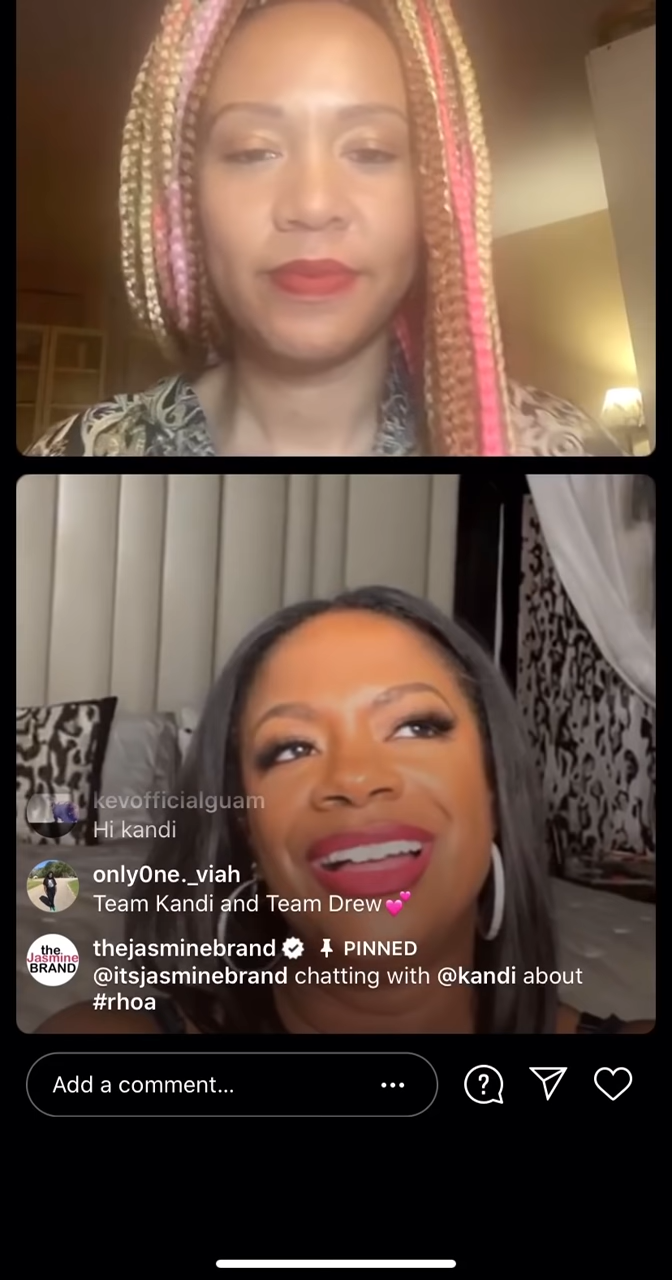 kevofficialguam
Hi kandi
only0ne._viah
Team Kandi and Team Drew💕
the
Jasmine
BRAND
thejasminebrand PINNED
@itsjasminebrand chatting with @kandi about
#rhoa
Add a comment...